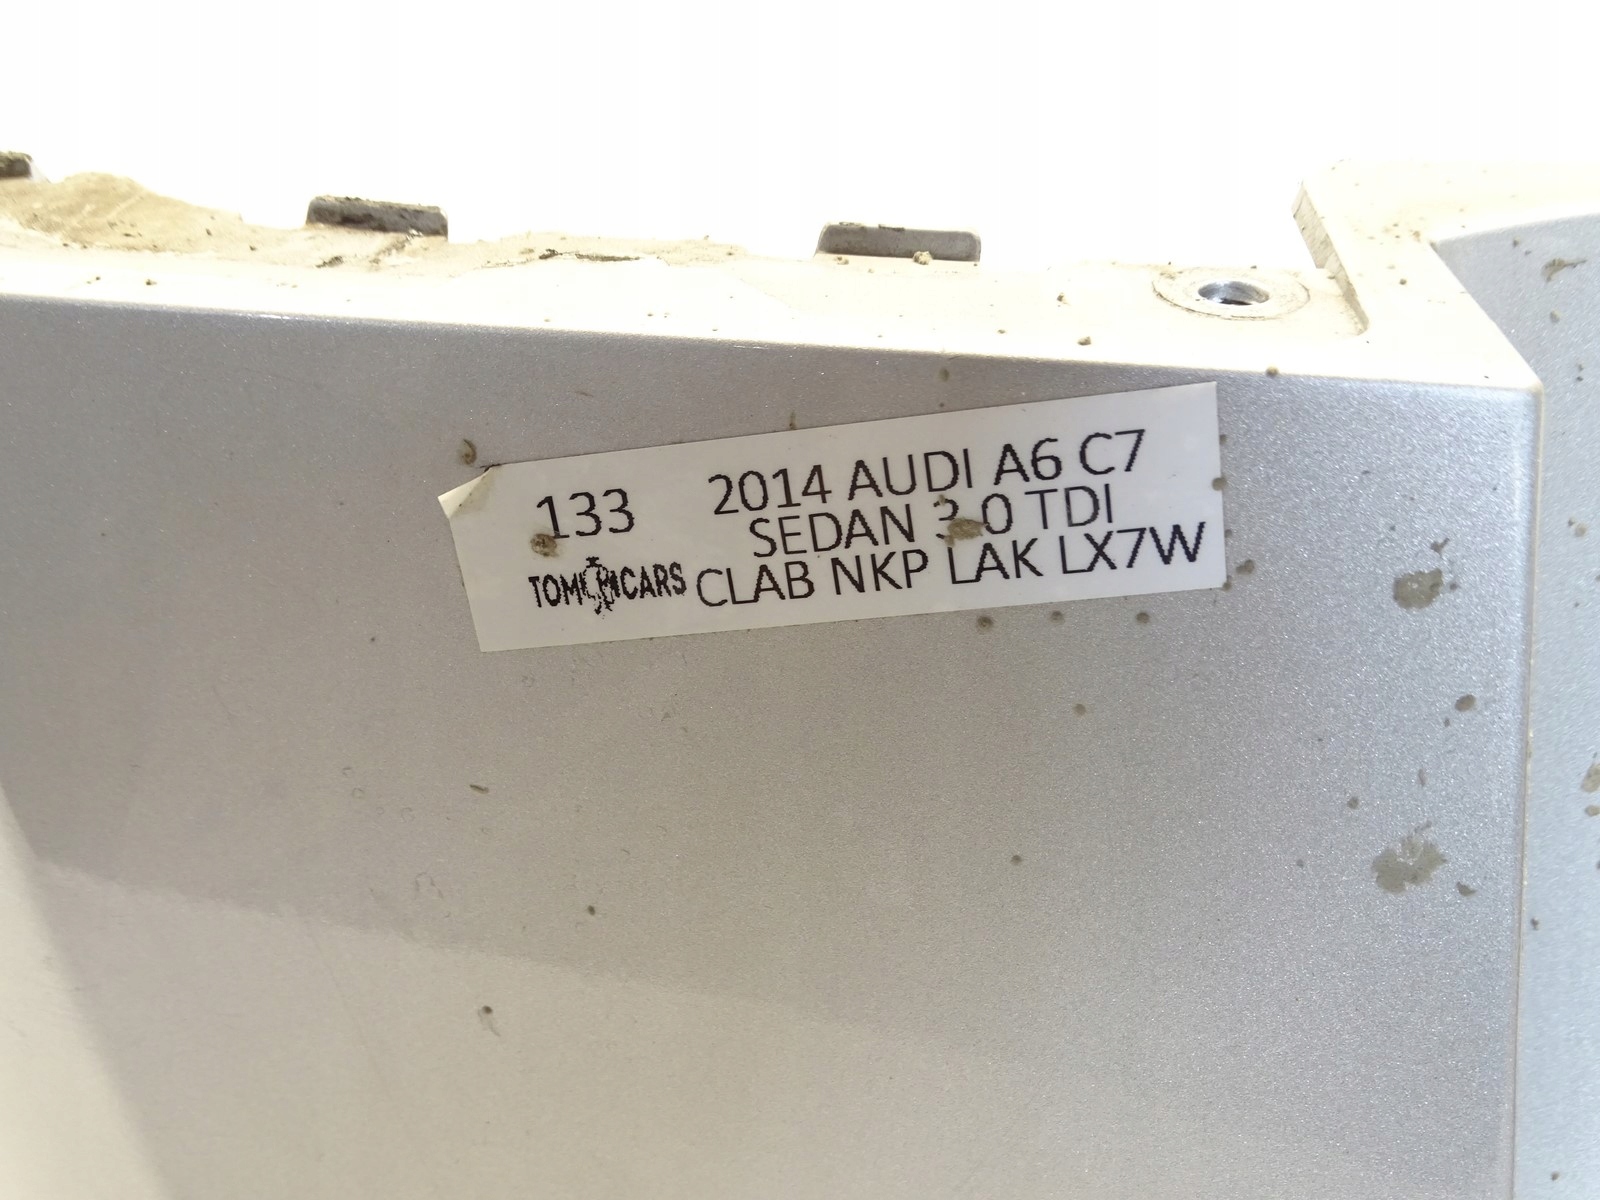 133
2014 AUDI A6 C7
SEDAN 3.0 TDI
CLAB NKP LAK LX7W
TOM CARS